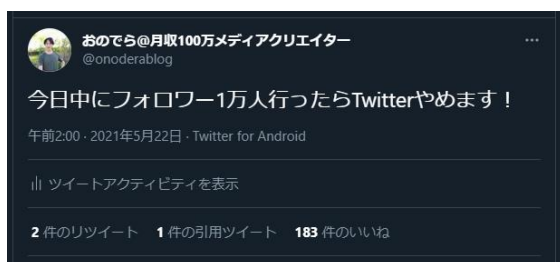 おのでら@月収100万メディアクリエイター
@onoderablog
今日中にフォロワー1万人行ったらTwitterやめます！
午前2:00 · 2021年5月22日 · Twitter for Android
ツイートアクティビティを表示
2 件のリツイート 1 件の引用ツイート 183 件のいいね